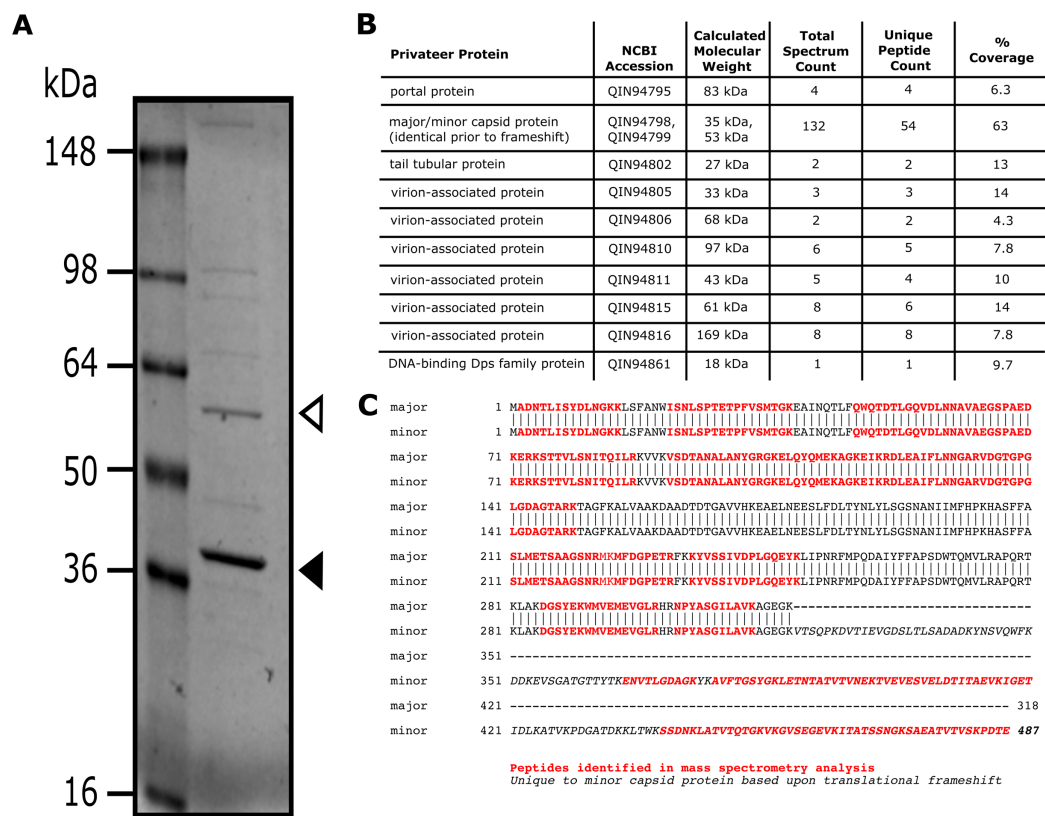 A
kDa
148
98
64
50
36
16
B
Privateer Protein NCBI Accession Calculated Molecular Weight Total Spectrum Count Unique Peptide Count % Coverage
portal protein QIN94795 83 kDa 4 4 6.3
major/minor capsid protein (identical prior to frameshift) QIN94798, QIN94799 35 kDa, 53 kDa 132 54 63
tail tubular protein QIN94802 27 kDa 2 2 13
virion-associated protein QIN94805 33 kDa 3 3 14
virion-associated protein QIN94806 68 kDa 2 2 4.3
virion-associated protein QIN94810 97 kDa 6 5 7.8
virion-associated protein QIN94811 43 kDa 5 4 10
virion-associated protein QIN94815 61 kDa 8 6 14
virion-associated protein QIN94816 169 kDa 8 8 7.8
DNA-binding Dps family protein QIN94861 18 kDa 1 1 9.7
C
major 1 MADNTLISYDLNGKKLSFANWISNLSPTETPFVSMTGKEAINQTLFQWQTDTLGQVDLNNAVAEGSPAED
minor 1 MADNTLISYDLNGKKLSFANWISNLSPTETPFVSMTGKEAINQTLFQWQTDTLGQVDLNNAVAEGSPAED
major 71 KERKSTTVLSNITQILRKVVKVSDTANALANYGRGKELQYQMEKAGKEIKRDLEAIFLNNGARVDGTGPG
minor 71 KERKSTTVLSNITQILRKVVKVSDTANALANYGRGKELQYQMEKAGKEIKRDLEAIFLNNGARVDGTGPG
major 141 LGDAGTARKTAGFKALVAAKDAADTDTGAVVHKEALNEESLFDLTYNLYLSGSNANIIMFHPKHASFFA
minor 141 LGDAGTARKTAGFKALVAAKDAADTDTGAVVHKEALNEESLFDLTYNLYLSGSNANIIMFHPKHASFFA
major 211 SLMETSAAGSNRMKMFDGPETRFKKYVSSIVDPLGQEYKLIPNRFMPQDAIYFFAPSDWTQMVLRAPQRT
minor 211 SLMETSAAGSNRMKMFDGPETRFKKYVSSIVDPLGQEYKLIPNRFMPQDAIYFFAPSDWTQMVLRAPQRT
major 281 KLAKDGSYEKWMVEMEVGLRHRNPYASGILAVKAGEGK--------------------------------
minor 281 KLAKDGSYEKWMVEMEVGLRHRNPYASGILAVKAGEGKVTSQPKDVTIEVGDSLTLSADADKYNSVQWFK
major 351 ----------------------------------------------------------------------
minor 351 DDKEVSGATGTTYTKENVTLGDAGKYKAVFTGSYGKLETNTATVTVNEKTVEVESVELDTITAEVKIGET
major 421 ------------------------------------------------------------------- 318
minor 421 IDLKATVKPDGATDKKLTWKSSDNKLATVTQTGKVKGVSEGEVKITATSSNGKSAEATVTVSKPDTE 487
Peptides identified in mass spectrometry analysis
Unique to minor capsid protein based upon translational frameshift